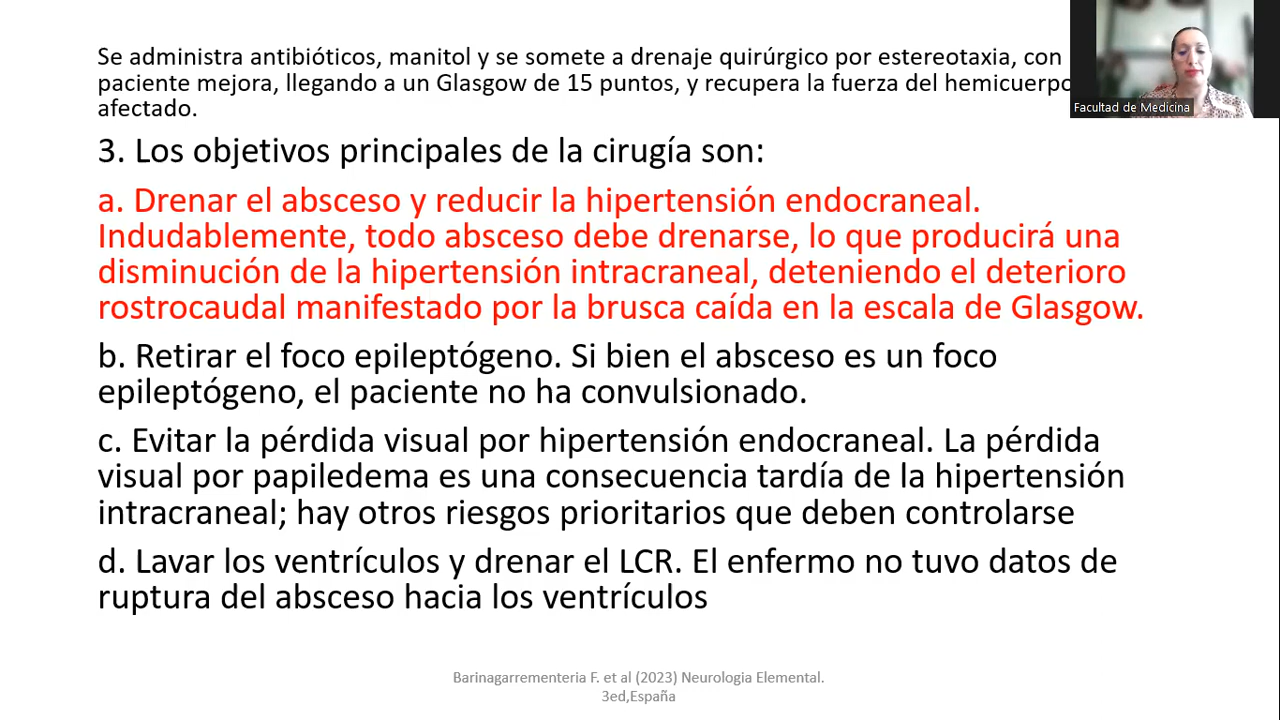 Se administra antibióticos, manitol y se somete a drenaje quirúrgico por estereotaxia, con
paciente mejora, llegando a un Glasgow de 15 puntos, y recupera la fuerza del hemicuerpo
afectado.
Facultad de Medicina
3. Los objetivos principales de la cirugía son:
a. Drenar el absceso y reducir la hipertensión endocraneal.
Indudablemente, todo absceso debe drenarse, lo que producirá una
disminución de la hipertensión intracraneal, deteniendo el deterioro
rostrocaudal manifestado por la brusca caída en la escala de Glasgow.
b. Retirar el foco epileptógeno. Si bien el absceso es un foco
epileptógeno, el paciente no ha convulsionado.
c. Evitar la pérdida visual por hipertensión endocraneal. La pérdida
visual por papiledema es una consecuencia tardía de la hipertensión
intracraneal; hay otros riesgos prioritarios que deben controlarse
d. Lavar los ventrículos y drenar el LCR. El enfermo no tuvo datos de
ruptura del absceso hacia los ventrículos
Barinagarrementeria F. et al (2023) Neurologia Elemental.
3ed,España